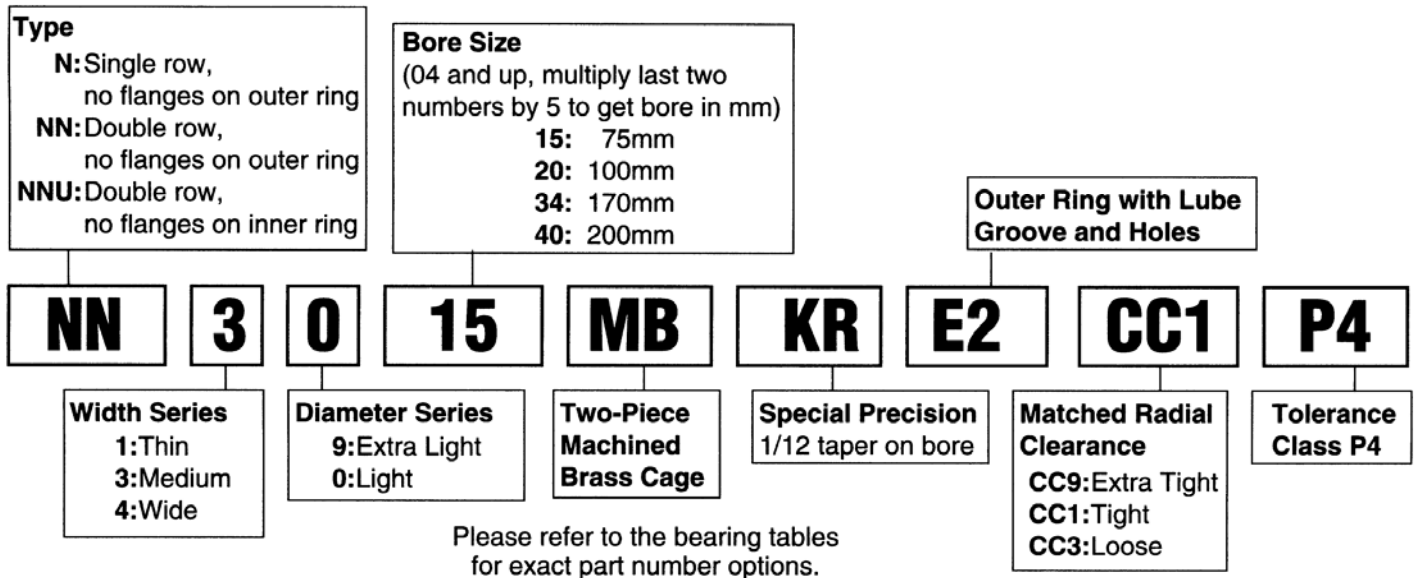 Type
N:Single row,
no flanges on outer ring
NN:Double row,
no flanges on outer ring
NNU:Double row,
no flanges on inner ring
Bore Size
(04 and up, multiply last two
numbers by 5 to get bore in mm)
15: 75mm
20: 100mm
34: 170mm
40: 200mm
Outer Ring with Lube
Groove and Holes
NN 3 0 15 MB KR E2 CC1 P4
Width Series
1:Thin
3:Medium
4:Wide
Diameter Series
9:Extra Light
0:Light
Two-Piece
Machined
Brass Cage
Special Precision
1/12 taper on bore
Matched Radial
Clearance
CC9:Extra Tight
CC1:Tight
CC3:Loose
Tolerance
Class P4
Please refer to the bearing tables
for exact part number options.